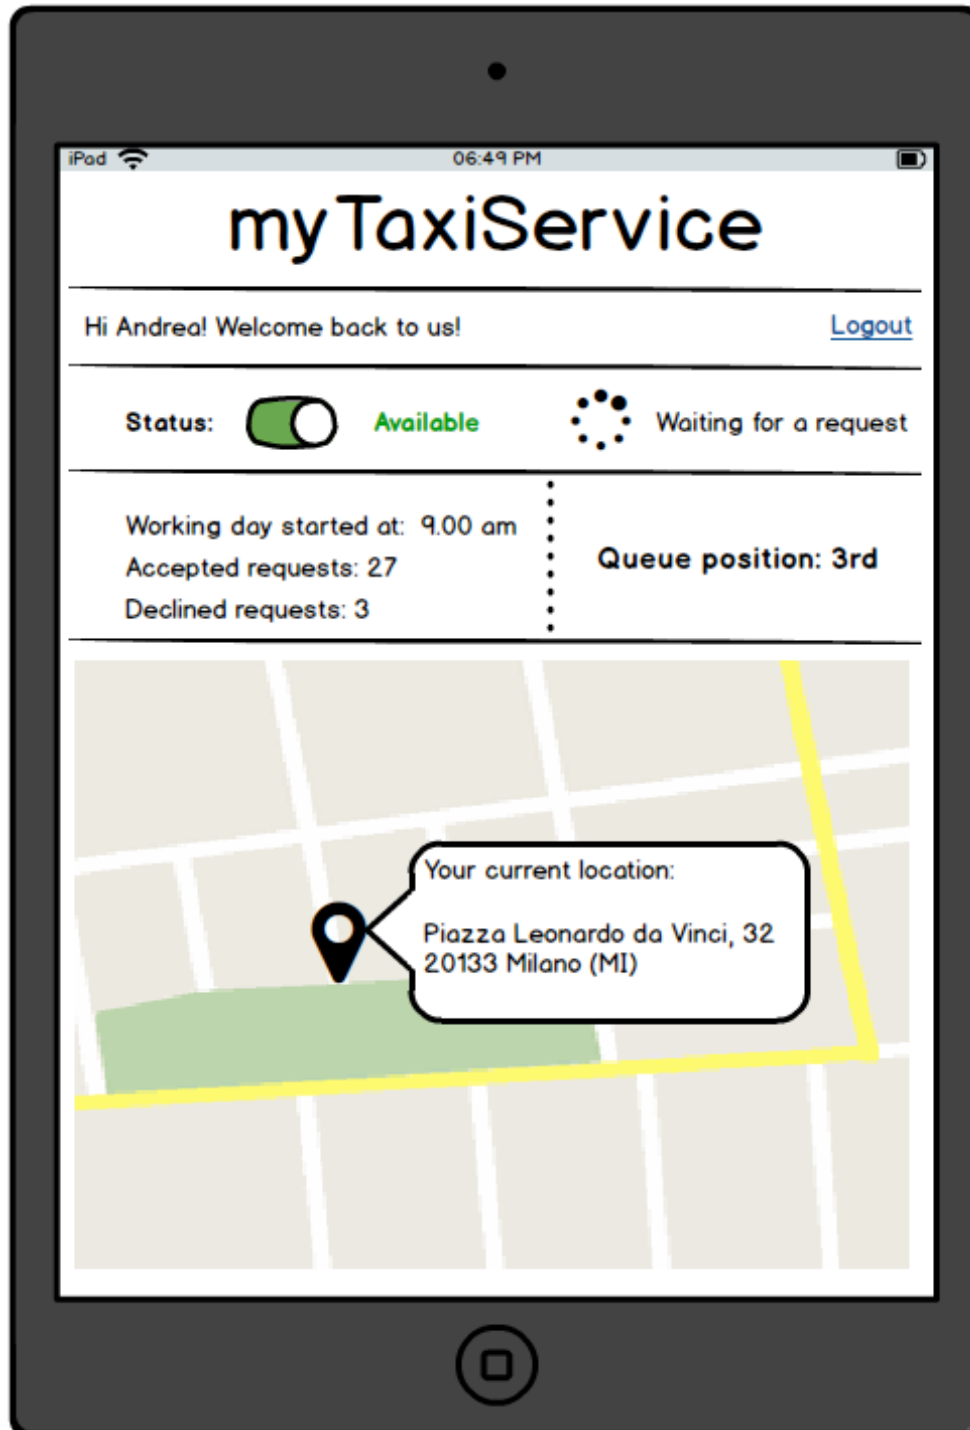 iPad 06:49 PM
myTaxiService
Hi Andrea! Welcome back to us! Logout
Status: Available Waiting for a request
Working day started at: 9.00 am
Accepted requests: 27
Declined requests: 3
Queue position: 3rd
Your current location:
Piazza Leonardo da Vinci, 32
20133 Milano (MI)